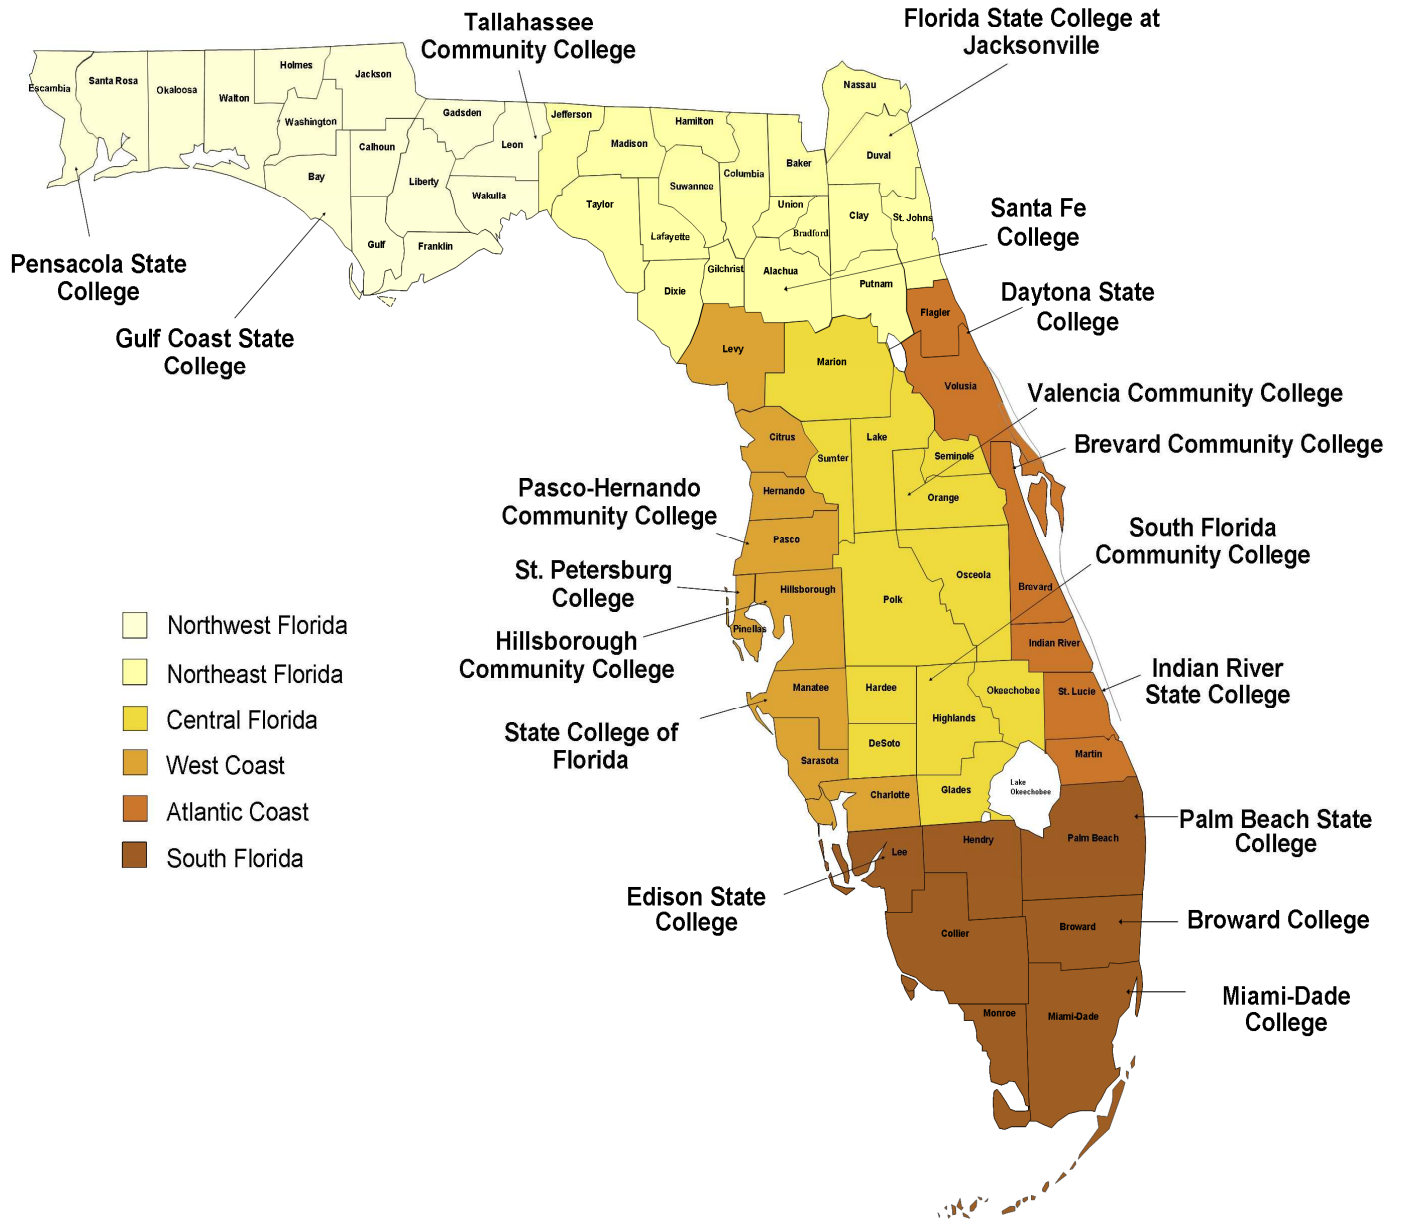 Tallahassee
Community College
Florida State College at
Jacksonville
Escambia
Santa Rosa
Okaloosa
Walton
Holmes
Washington
Jackson
Bay
Calhoun
Gulf
Liberty
Gadsden
Franklin
Leon
Wakulla
Jefferson
Madison
Taylor
Hamilton
Suwannee
Lafayette
Columbia
Dixie
Gilchrist
Baker
Union
Bradford
Alachua
Nassau
Duval
Clay
St. Johns
Putnam
Santa Fe
College
Pensacola State
College
Gulf Coast State
College
Daytona State
College
Flagler
Levy
Marion
Volusia
Valencia Community College
Brevard Community College
Citrus
Sumter
Lake
Seminole
Orange
Hernando
Pasco
Pasco-Hernando
Community College
South Florida
Community College
St. Petersburg
College
Hillsborough
Pinellas
Polk
Osceola
Brevard
Hillsborough
Community College
Indian River
Indian River
State College
Manatee
Hardee
Highlands
Okeechobee
St. Lucie
State College of
Florida
Sarasota
DeSoto
Martin
Charlotte
Glades
Lake
Okeechobee
Northwest Florida
Northeast Florida
Central Florida
West Coast
Atlantic Coast
South Florida
Palm Beach State
College
Lee
Hendry
Palm Beach
Edison State
College
Collier
Broward
Broward College
Monroe
Miami-Dade
Miami-Dade
College